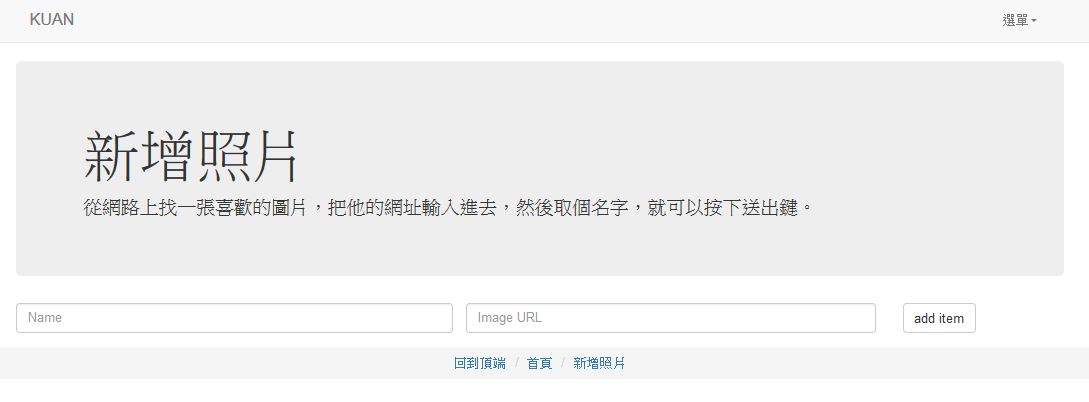 KUAN 選單
新增照片
從網路上找一張喜歡的圖片，把他的網址輸入進去，然後取個名字，就可以按下送出鍵。
Name Image URL add item
回到頂端 / 首頁 / 新增照片